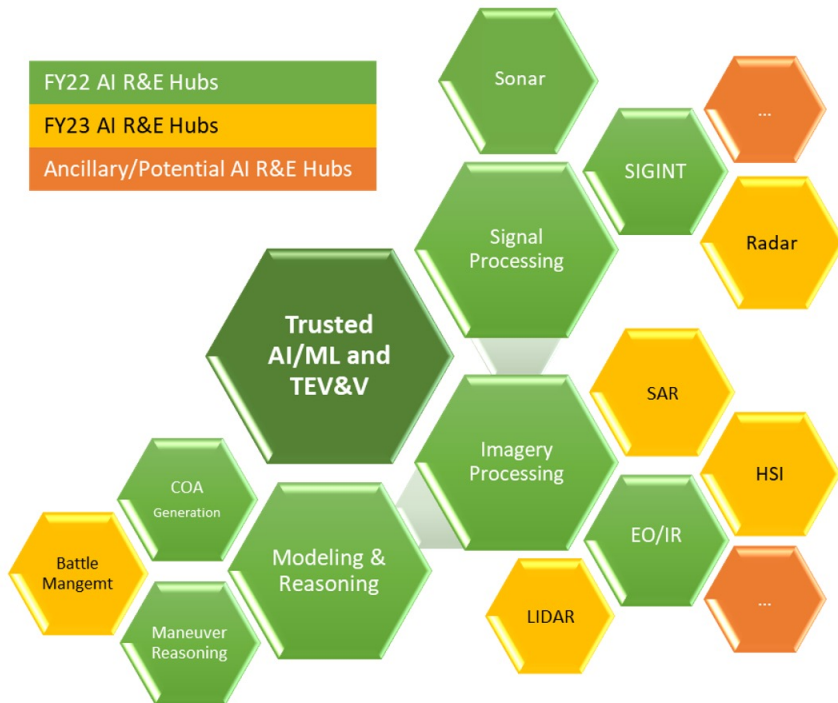 FY22 AI R&E Hubs
FY23 AI R&E Hubs
Ancillary/Potential AI R&E Hubs
Sonar
SIGINT
...
Signal
Processing
Radar
Trusted
AI/ML and
TEV&V
SAR
Imagery
Processing
HSI
EO/IR
...
LIDAR
COA
Generation
Modeling &
Reasoning
Battle
Mangemt
Maneuver
Reasoning